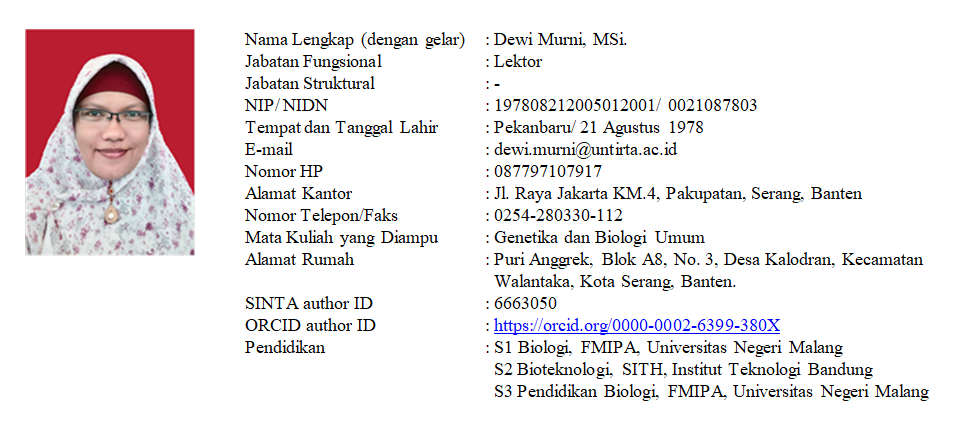 Nama Lengkap (dengan gelar) : Dewi Murni, MSi.
Jabatan Fungsional : Lektor
Jabatan Struktural : -
NIP/ NIDN : 197808212005012001/ 0021087803
Tempat dan Tanggal Lahir : Pekanbaru/ 21 Agustus 1978
E-mail : dewi.murni@untirta.ac.id
Nomor HP : 087797107917
Alamat Kantor : Jl. Raya Jakarta KM.4, Pakupatan, Serang, Banten
Nomor Telepon/Faks : 0254-280330-112
Mata Kuliah yang Diampu : Genetika dan Biologi Umum
Alamat Rumah : Puri Anggrek, Blok A8, No. 3, Desa Kalodran, Kecamatan
Walantaka, Kota Serang, Banten.
SINTA author ID : 6663050
ORCID author ID : https://orcid.org/0000-0002-6399-380X
Pendidikan : S1 Biologi, FMIPA, Universitas Negeri Malang
S2 Bioteknologi, SITH, Institut Teknologi Bandung
S3 Pendidikan Biologi, FMIPA, Universitas Negeri Malang